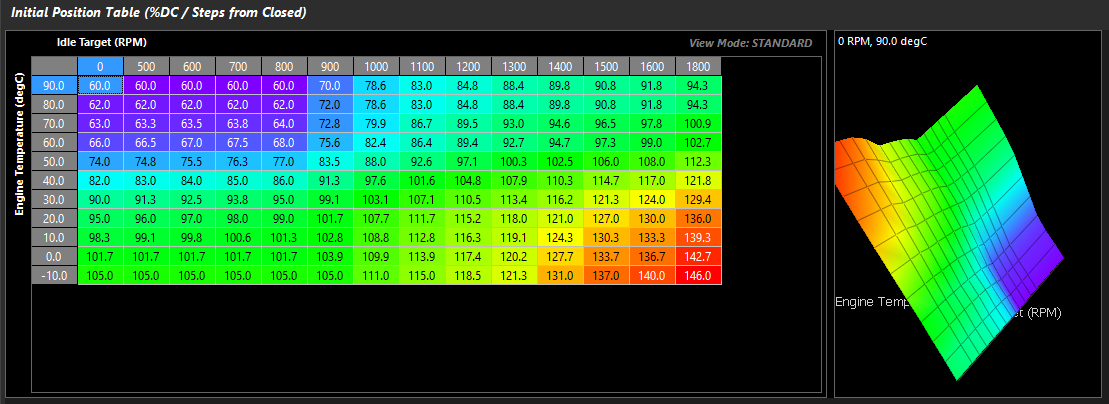 Initial Position Table (%DC / Steps from Closed)
Idle Target (RPM)
View Mode: STANDARD
0 RPM, 90.0 degC
Engine Temperature (degC)
0 500 600 700 800 900 1000 1100 1200 1300 1400 1500 1600 1800
90.0 60.0 60.0 60.0 60.0 60.0 70.0 78.6 83.0 84.8 88.4 89.8 90.8 91.8 94.3
80.0 62.0 62.0 62.0 62.0 62.0 72.0 78.6 83.0 84.8 88.4 89.8 90.8 91.8 94.3
70.0 63.0 63.3 63.5 63.8 64.0 72.8 79.9 86.7 89.5 93.0 94.6 96.5 97.8 100.9
60.0 66.0 66.5 67.0 67.5 68.0 75.6 82.4 86.4 89.4 92.7 94.7 97.3 99.0 102.7
50.0 74.0 74.8 75.5 76.3 77.0 83.5 88.0 92.6 97.1 100.3 102.5 106.0 108.0 112.3
40.0 82.0 83.0 84.0 85.0 86.0 91.3 97.6 101.6 104.8 107.9 110.3 114.7 117.0 121.8
30.0 90.0 91.3 92.5 93.8 95.0 99.1 103.1 107.1 110.5 113.4 116.2 121.3 124.0 129.4
20.0 95.0 96.0 97.0 98.0 99.0 101.7 107.7 111.7 115.2 118.0 121.0 127.0 130.0 136.0
10.0 98.3 99.1 99.8 100.6 101.3 102.8 108.8 112.8 116.3 119.1 124.3 130.3 133.3 139.3
0.0 101.7 101.7 101.7 101.7 101.7 103.9 109.9 113.9 117.4 120.2 127.7 133.7 136.7 142.7
-10.0 105.0 105.0 105.0 105.0 105.0 105.0 111.0 115.0 118.5 121.3 131.0 137.0 140.0 146.0
Engine Temp
et (RPM)